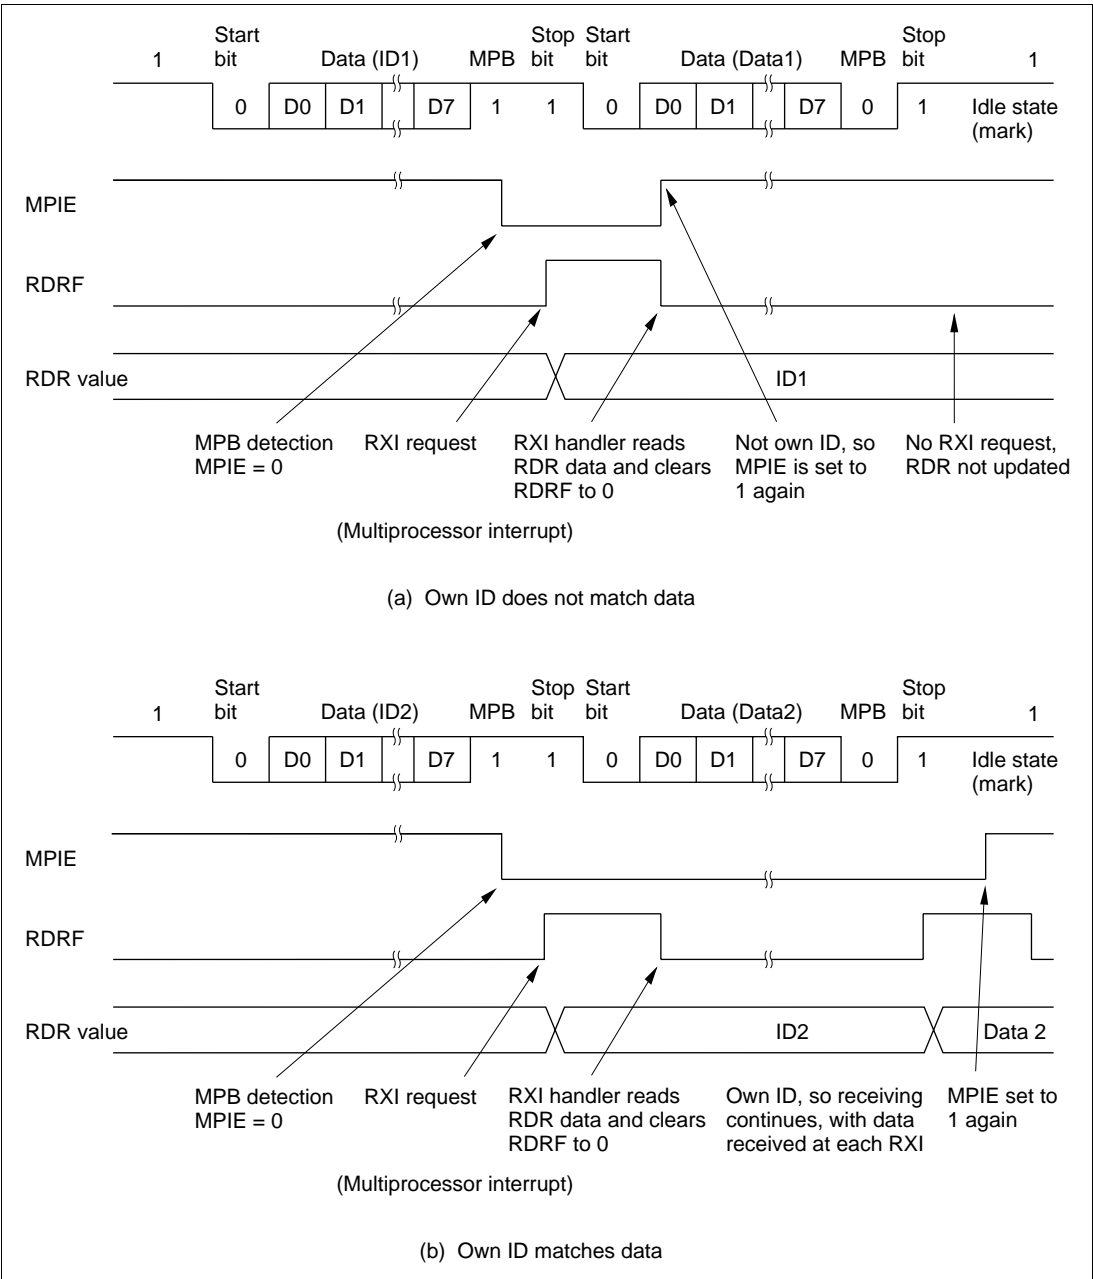 Start Stop Start Stop
1 bit Data (ID1) MPB bit bit Data (Data1) MPB bit 1
0 D0 D1 D7 1 1 0 D0 D1 D7 0 1 Idle state
(mark)
MPIE
RDRF
RDR value ID1
MPB detection RXI request RXI handler reads Not own ID, so No RXI request,
MPIE = 0 RDR data and clears MPIE is set to RDR not updated
RDRF to 0 1 again
(Multiprocessor interrupt)
(a) Own ID does not match data
Start Stop Start Stop
1 bit Data (ID2) MPB bit bit Data (Data2) MPB bit 1
0 D0 D1 D7 1 1 0 D0 D1 D7 0 1 Idle state
(mark)
MPIE
RDRF
RDR value ID2 Data 2
MPB detection RXI request RXI handler reads Own ID, so receiving MPIE set to
MPIE = 0 RDR data and clears continues, with data 1 again
RDRF to 0 received at each RXI
(Multiprocessor interrupt)
(b) Own ID matches data